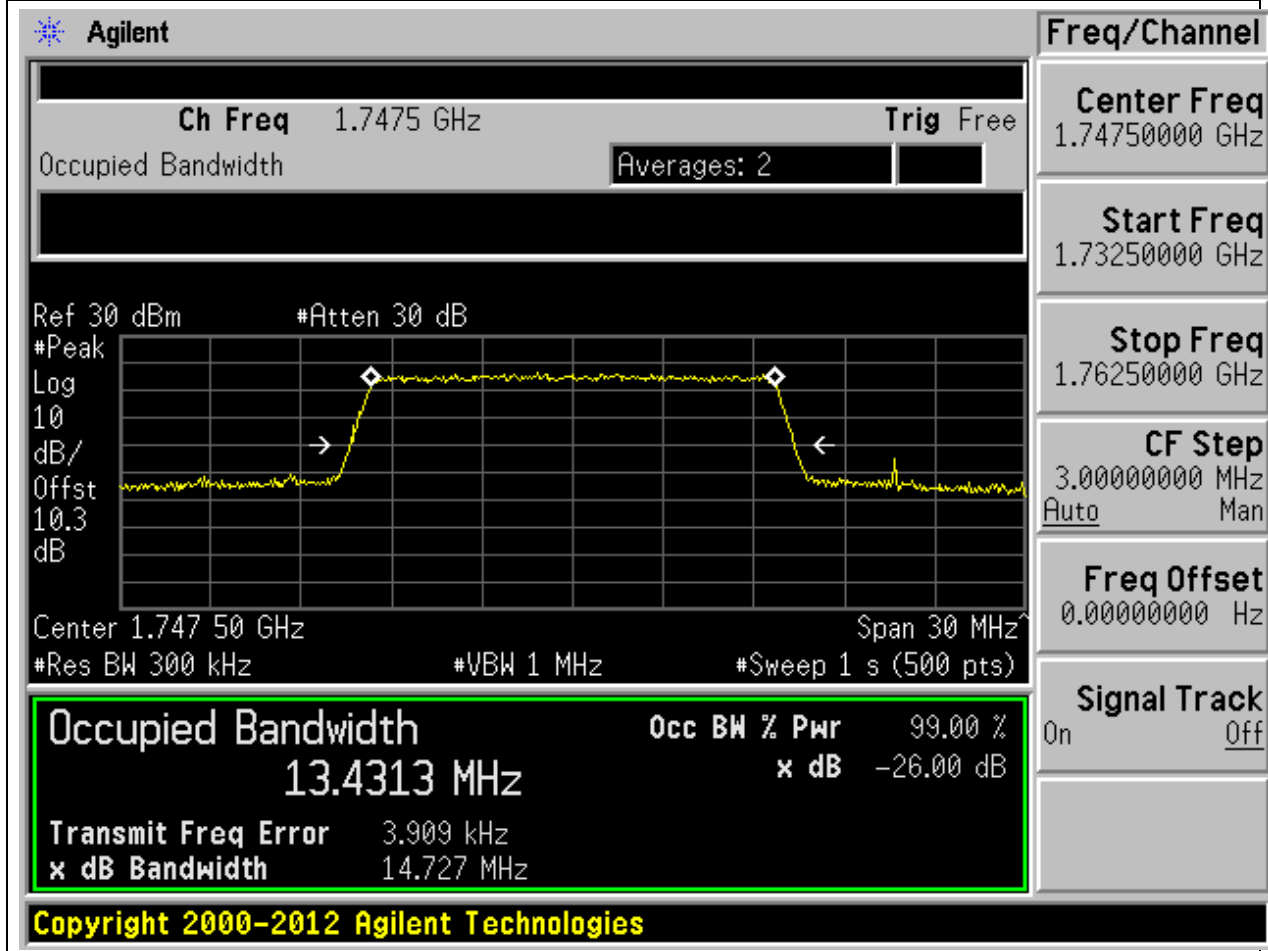 Agilent
Ch Freq 1.7475 GHz Trig Free
Occupied Bandwidth Averages: 2
Ref 30 dBm #Atten 30 dB
#Peak
Log
10
dB/
Offst
10.3
dB
Center 1.747 50 GHz Span 30 MHz^
#Res BW 300 kHz #VBW 1 MHz #Sweep 1 s (500 pts)
Occupied Bandwidth Occ BW % Pwr 99.00 %
13.4313 MHz x dB -26.00 dB
Transmit Freq Error 3.909 kHz
x dB Bandwidth 14.727 MHz
Copyright 2000-2012 Agilent Technologies
Freq/Channel
Center Freq
1.74750000 GHz
Start Freq
1.73250000 GHz
Stop Freq
1.76250000 GHz
CF Step
3.00000000 MHz
Auto Man
Freq Offset
0.00000000 Hz
Signal Track
On Off